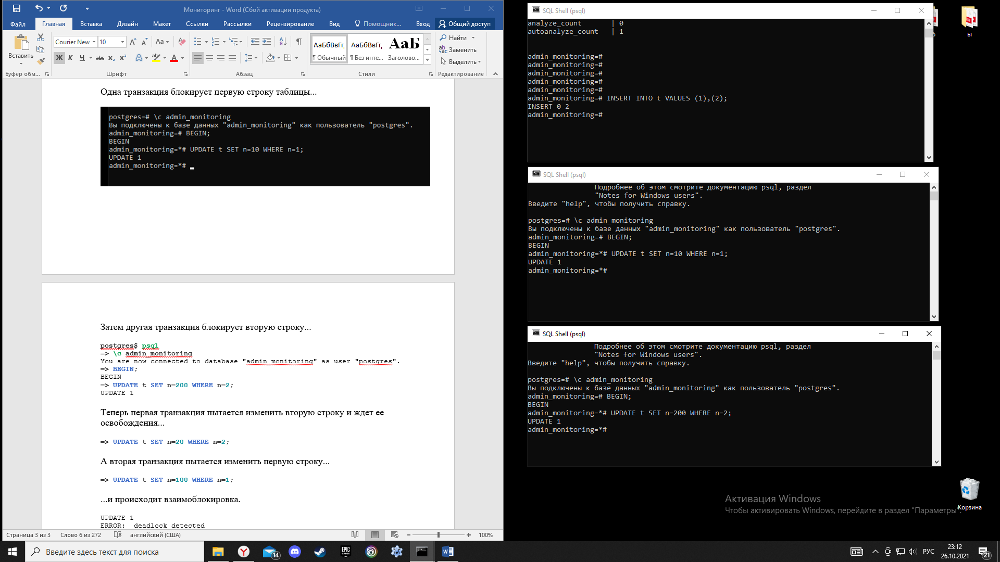 Мониторинг - Word (Сбой активации продукта)
Файл Главная Вставка Дизайн Макет Ссылки Рассылки Рецензирование Вид Помощник... Вход Общий доступ
Вставить
Courier New 10 Aa
Ж К Ч abc x₂ x² A ab A
АаБбВвГг, АаБбВвГг, АаБ
¶ Обычный ¶ Без инте... Заголово...
Найти
Заменить
Выделить
Буфер обм... Шрифт Абзац Стили Редактирование
Одна транзакция блокирует первую строку таблицы...
postgres=# \c admin_monitoring
Вы подключены к базе данных "admin_monitoring" как пользователь "postgres".
admin_monitoring=# BEGIN;
BEGIN
admin_monitoring=*# UPDATE t SET n=10 WHERE n=1;
UPDATE 1
admin_monitoring=*#
Затем другая транзакция блокирует вторую строку...
postgres$ psql
=> \c admin_monitoring
You are now connected to database "admin_monitoring" as user "postgres".
=> BEGIN;
BEGIN
=> UPDATE t SET n=200 WHERE n=2;
UPDATE 1
Теперь первая транзакция пытается изменить вторую строку и ждет ее
освобождения...
=> UPDATE t SET n=20 WHERE n=2;
А вторая транзакция пытается изменить первую строку...
=> UPDATE t SET n=100 WHERE n=1;
...и происходит взаимоблокировка.
UPDATE 1
ERROR:  deadlock detected
Страница 3 из 3 Слово 6 из 272 английский (США) 100%
SQL Shell (psql)
analyze_count | 0
autoanalyze_count | 1
admin_monitoring=#
admin_monitoring=#
admin_monitoring=#
admin_monitoring=#
admin_monitoring=#
admin_monitoring=# INSERT INTO t VALUES (1),(2);
INSERT 0 2
admin_monitoring=#
SQL Shell (psql)
Подробнее об этом смотрите документацию psql, раздел
"Notes for Windows users".
Введите "help", чтобы получить справку.
postgres=# \c admin_monitoring
Вы подключены к базе данных "admin_monitoring" как пользователь "postgres".
admin_monitoring=# BEGIN;
BEGIN
admin_monitoring=*# UPDATE t SET n=10 WHERE n=1;
UPDATE 1
admin_monitoring=*#
SQL Shell (psql)
Подробнее об этом смотрите документацию psql, раздел
"Notes for Windows users".
Введите "help", чтобы получить справку.
postgres=# \c admin_monitoring
Вы подключены к базе данных "admin_monitoring" как пользователь "postgres".
admin_monitoring=# BEGIN;
BEGIN
admin_monitoring=*# UPDATE t SET n=200 WHERE n=2;
UPDATE 1
admin_monitoring=*#
ы
Корзина
Активация Windows
Чтобы активировать Windows, перейдите в раздел "Параметры".
Введите здесь текст для поиска
14
EPIC GAMES
РУС
23:12
26.10.2021
21